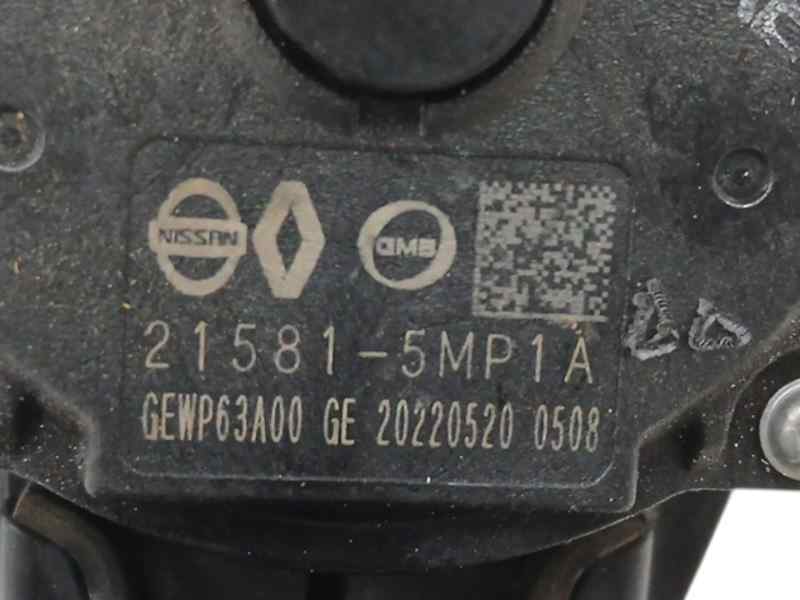 NISSAN GMB
21581-5MP1A
GEWP63A00 GE 20220520 0508